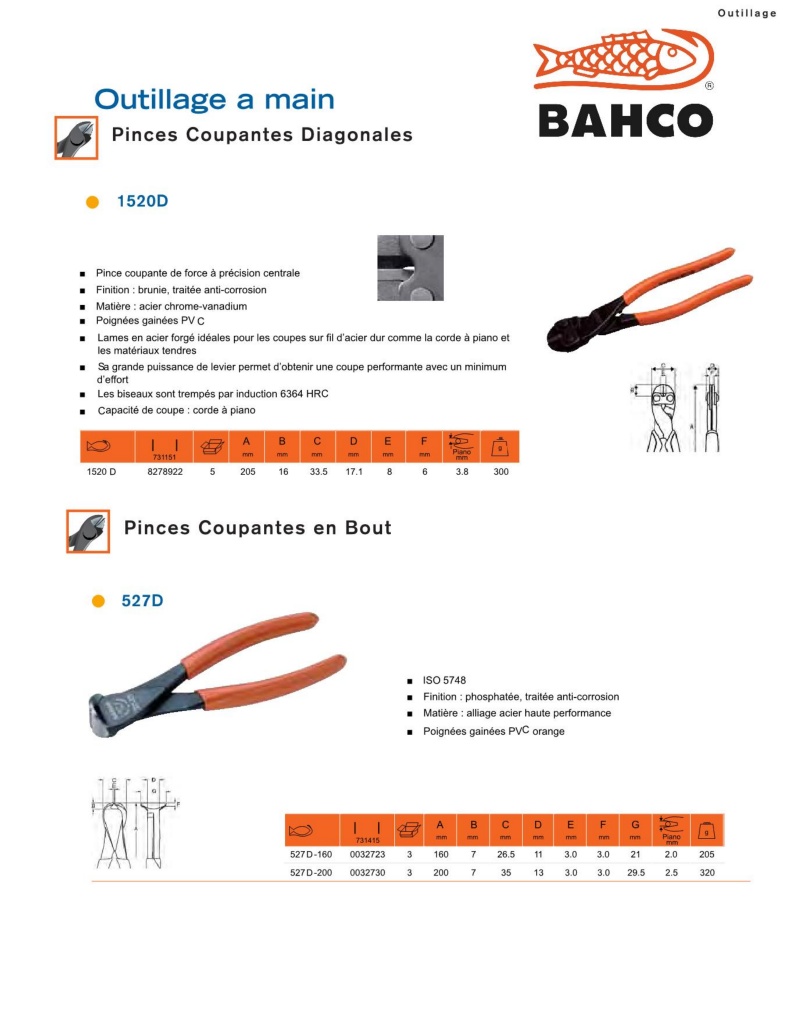 Outillage
BAHCO
®
Outillage a main
Pinces Coupantes Diagonales
1520D
Pince coupante de force à précision centrale
Finition : brunie, traitée anti-corrosion
Matière : acier chrome-vanadium
Poignées gainées PVC
Lames en acier forgé idéales pour les coupes sur fil d'acier dur comme la corde à piano et
les matériaux tendres
Sa grande puissance de levier permet d'obtenir une coupe performante avec un minimum
d'effort
Les biseaux sont trempés par induction 6364 HRC
Capacité de coupe : corde à piano
731151 A mm B mm C mm D mm E mm F mm Piano mm g
1520 D 8278922 5 205 16 33.5 17.1 8 6 3.8 300
Pinces Coupantes en Bout
527D
ISO 5748
Finition : phosphatée, traitée anti-corrosion
Matière : alliage acier haute performance
Poignées gainées PVC orange
731415 A mm B mm C mm D mm E mm F mm G mm Piano mm g
527D-160 0032723 3 160 7 26.5 11 3.0 3.0 21 2.0 205
527D-200 0032730 3 200 7 35 13 3.0 3.0 29.5 2.5 320